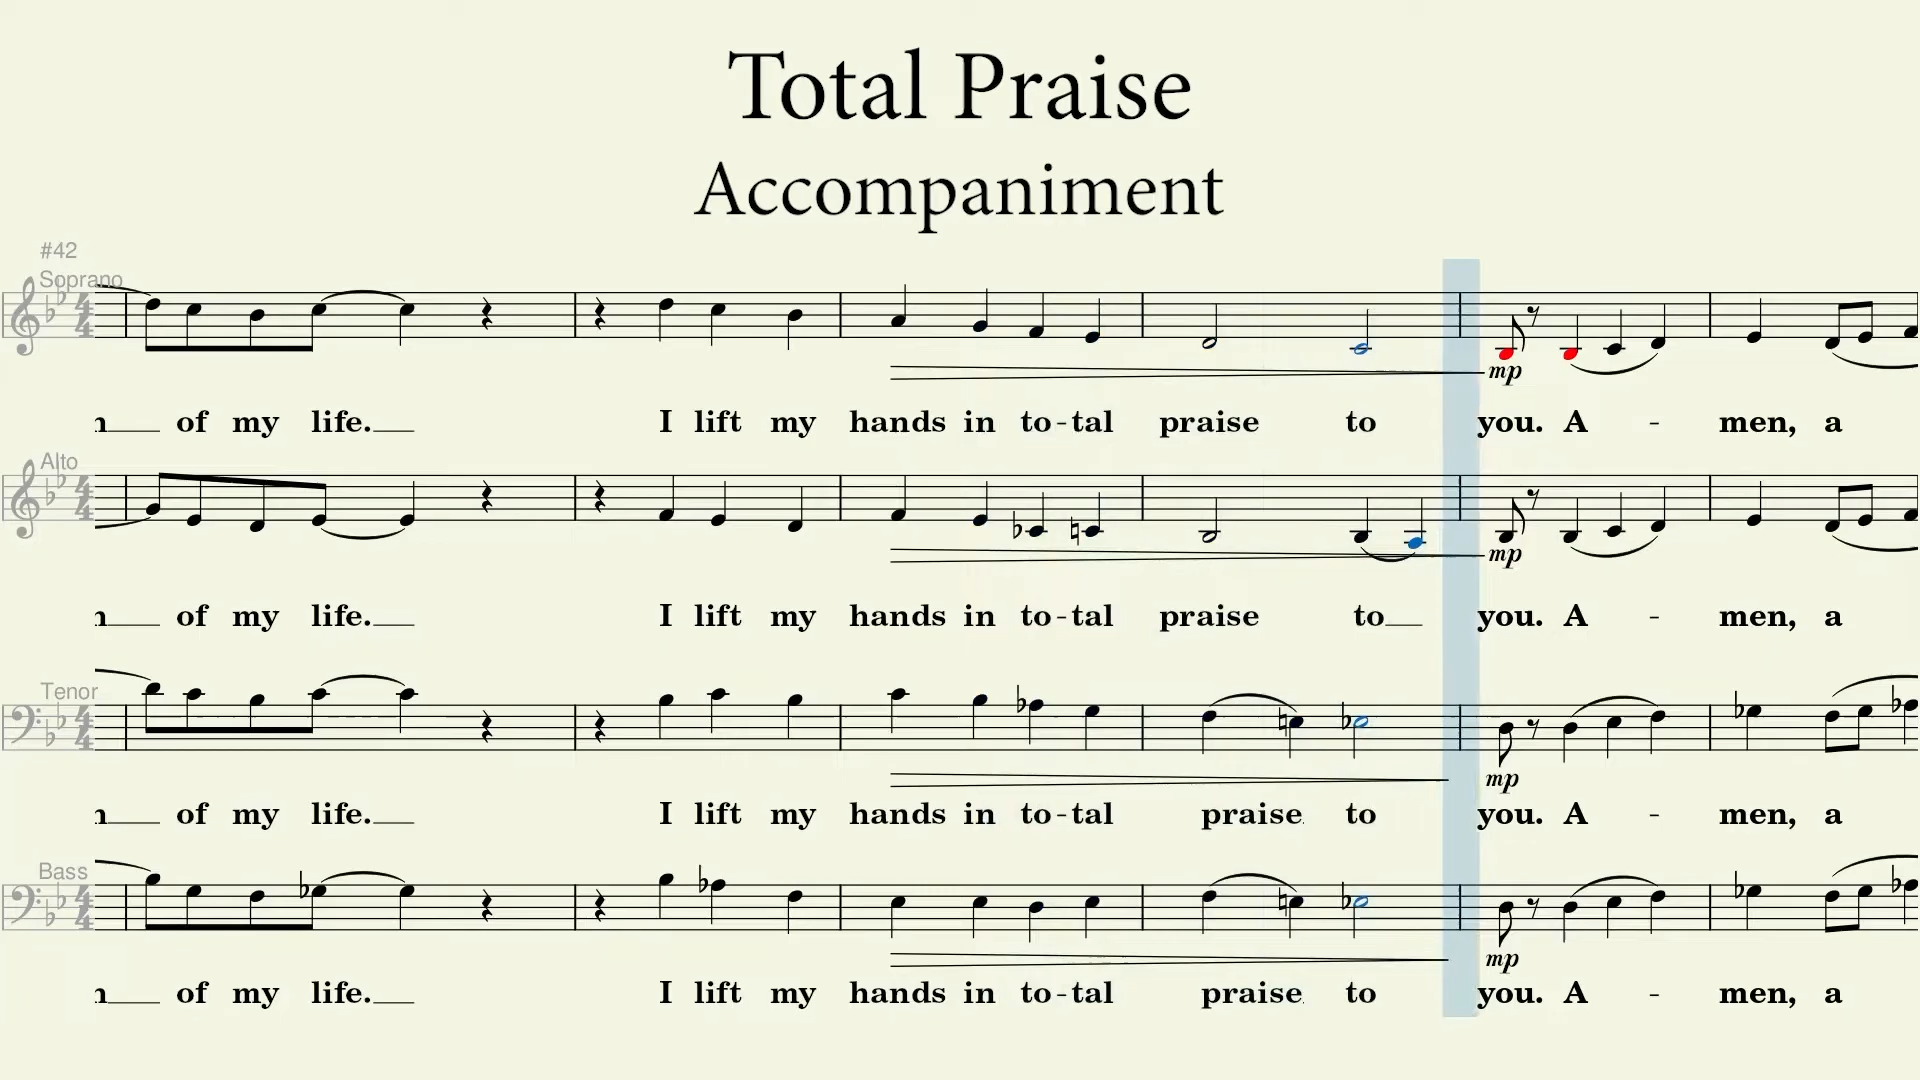 Total Praise
Accompaniment
#42
Soprano
mp
of my life. I lift my hands in to-tal praise to you. A - men, a
Alto
mp
of my life. I lift my hands in to-tal praise to you. A - men, a
Tenor
mp
of my life. I lift my hands in to-tal praise to you. A - men, a
Bass
mp
of my life. I lift my hands in to-tal praise to you. A - men, a